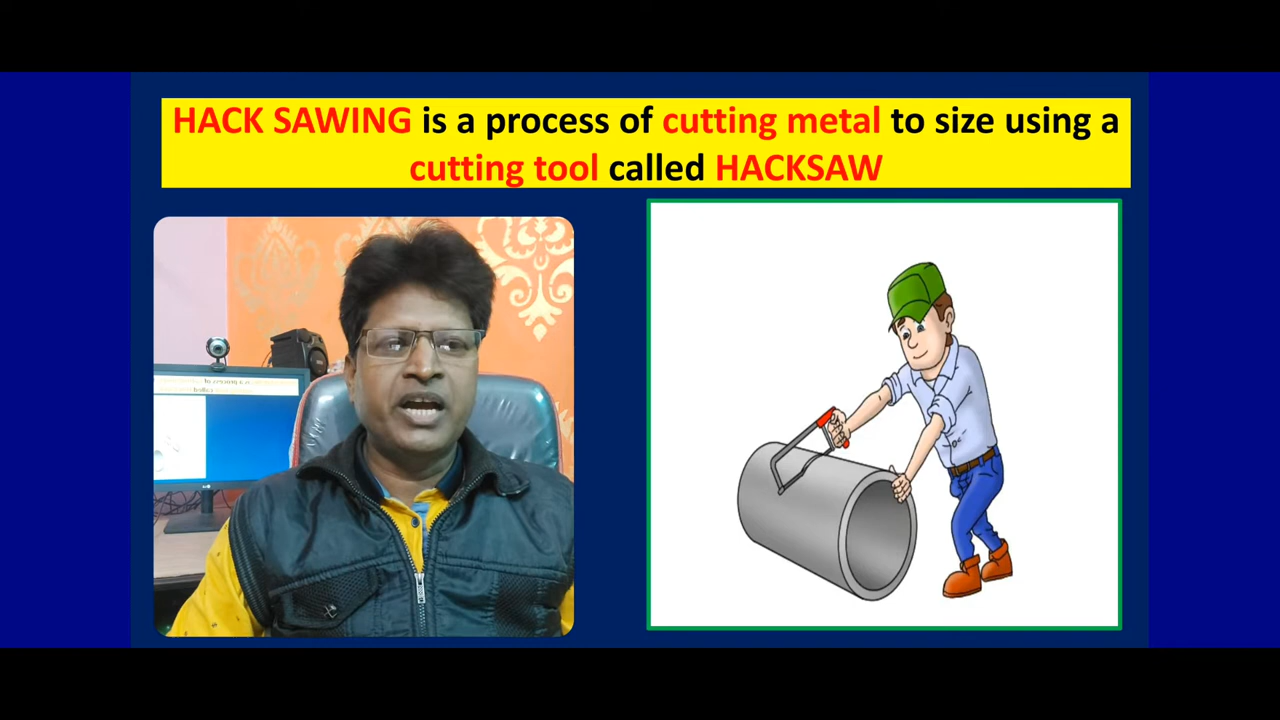 HACK SAWING is a process of cutting metal to size using a
cutting tool called HACKSAW